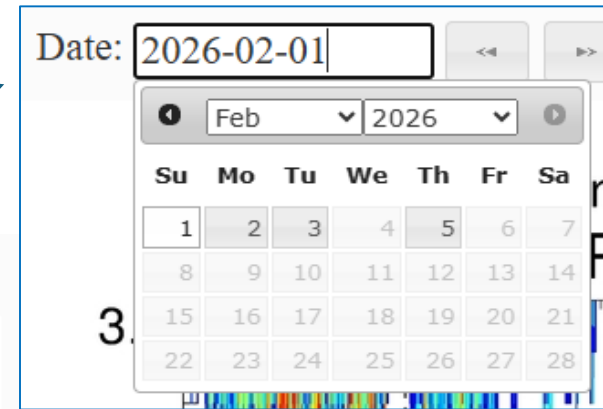 Date: 2026-02-01
Feb 2026
Su Mo Tu We Th Fr Sa
1 2 3 4 5 6 7
8 9 10 11 12 13 14
15 16 17 18 19 20 21
22 23 24 25 26 27 28
3.